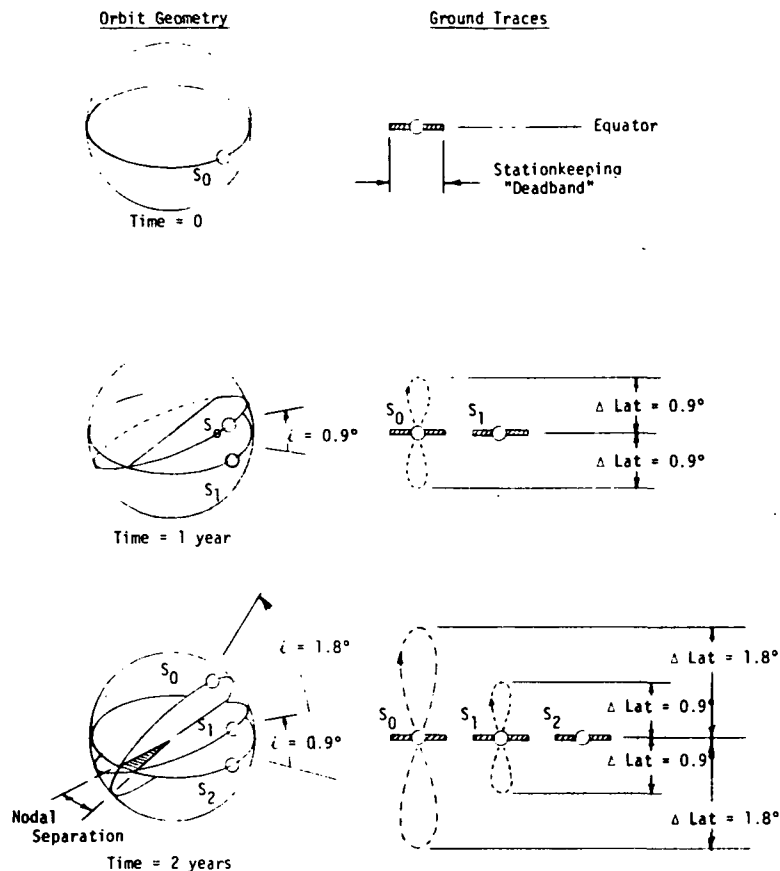 Orbit Geometry
Ground Traces
S0
Time = 0
Equator
Stationkeeping
"Deadband"
S0
i = 0.9°
S1
Time = 1 year
S0
S1
Δ Lat = 0.9°
Δ Lat = 0.9°
i = 1.8°
S0
S1
i = 0.9°
S2
Nodal
Separation
Time = 2 years
S0
S1
S2
Δ Lat = 1.8°
Δ Lat = 0.9°
Δ Lat = 0.9
Δ Lat = 1.8°